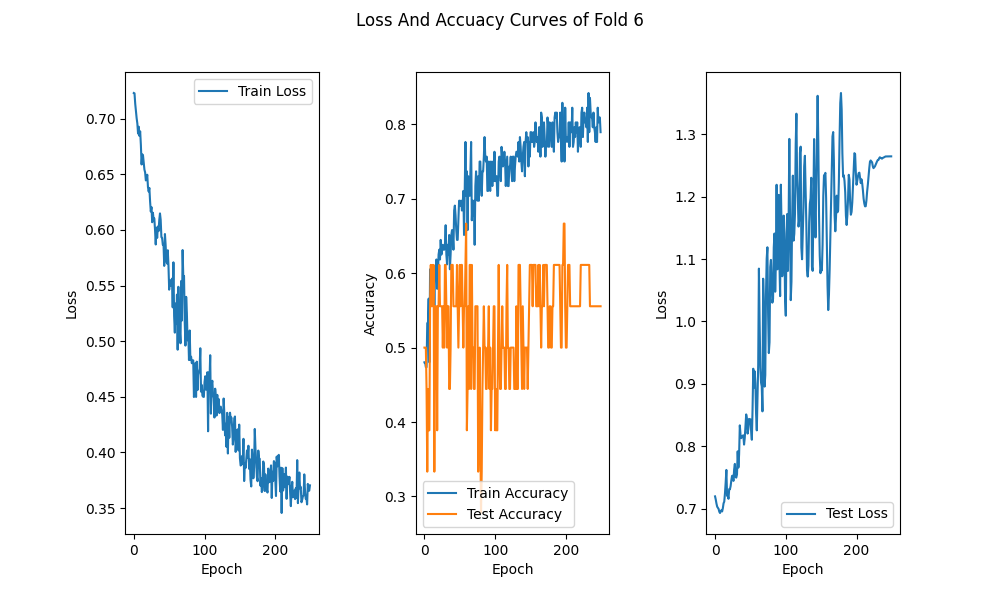 Loss And Accuacy Curves of Fold 6
Train Loss
0.70
0.65
0.60
0.55
0.50
0.45
0.40
0.35
Loss
0
100
200
Epoch
0.8
0.7
0.6
0.5
0.4
0.3
Accuracy
Train Accuracy
Test Accuracy
0
100
200
Epoch
1.3
1.2
1.1
1.0
0.9
0.8
0.7
Loss
Test Loss
0
100
200
Epoch